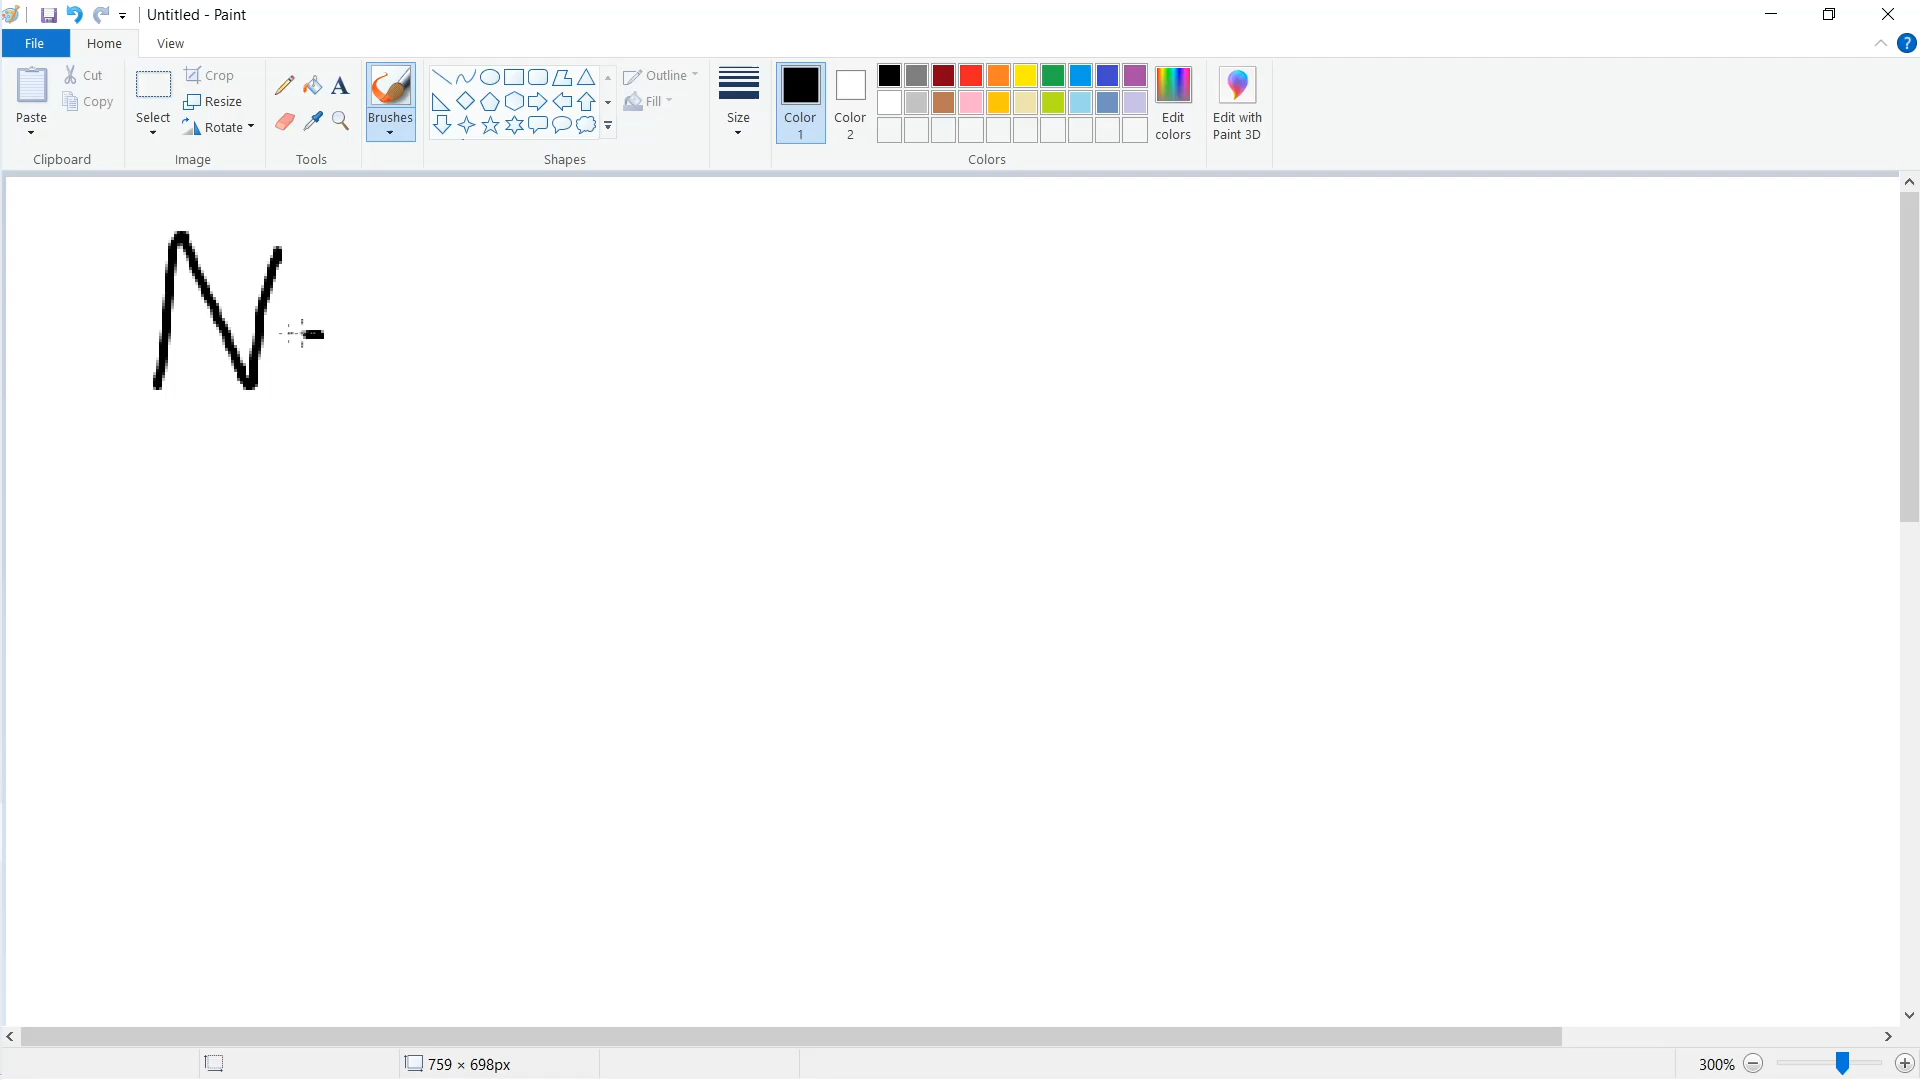 Untitled - Paint
File Home View
Paste
Cut
Copy
Clipboard
Select
Crop
Resize
Rotate
Image
Tools
Brushes
Shapes
Outline
Fill
Size
Color 1
Color 2
Colors
Edit colors
Edit with Paint 3D
N
759 × 698px
300%